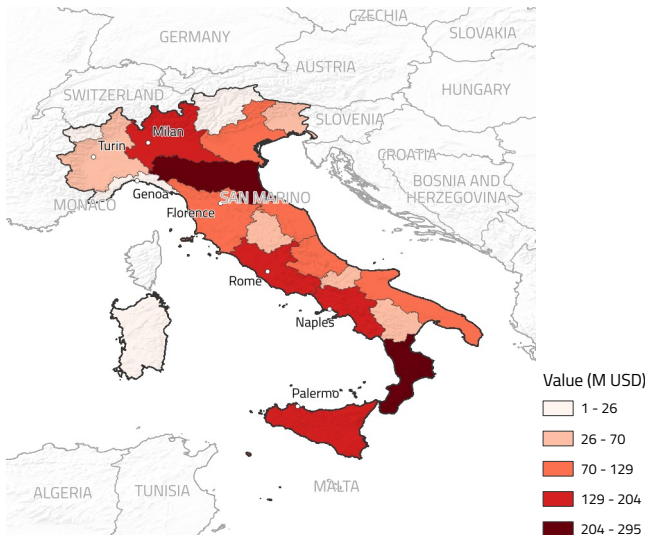 CZECHIA
GERMANY
SLOVAKIA
AUSTRIA
HUNGARY
SWITZERLAND
SLOVENIA
Milan
Turin
CROATIA
BOSNIA AND
HERZEGOVINA
Genoa
MONACO
SAN MARINO
Florence
Rome
Naples
Palermo
ALGERIA
TUNISIA
MALTA
Value (M USD)
1 - 26
26 - 70
70 - 129
129 - 204
204 - 295